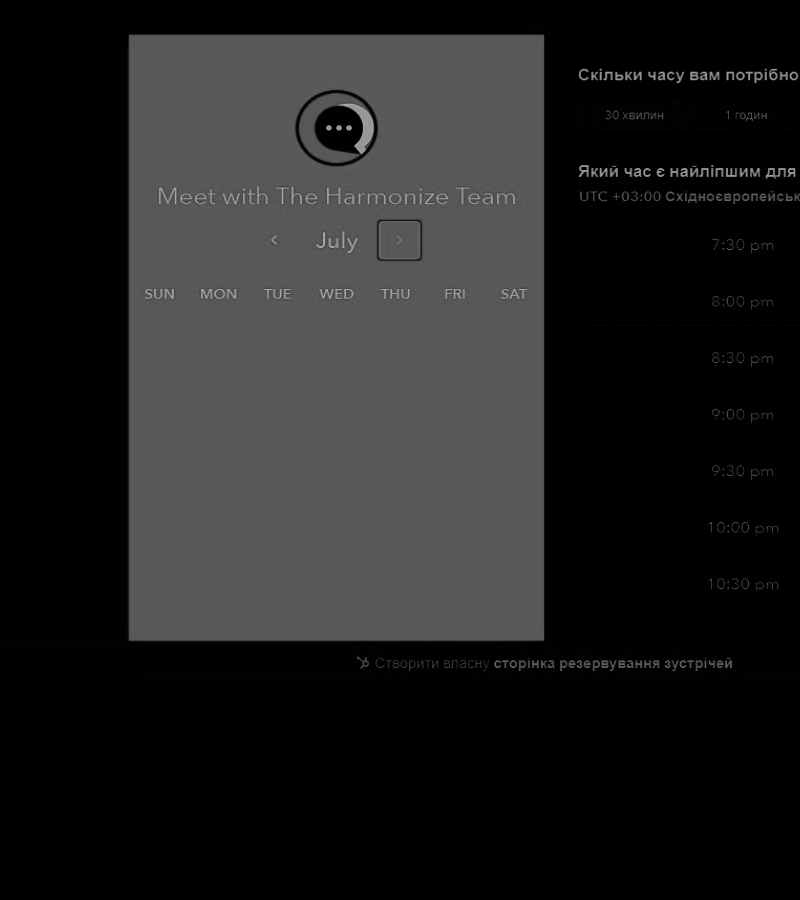 Meet with The Harmonize Team
July
SUN MON TUE WED THU FRI SAT
Скільки часу вам потрібно
30 хвилин 1 годин
Який час є найліпшим для
UTC +03:00 Східноєвропейськ
7:30 pm
8:00 pm
8:30 pm
9:00 pm
9:30 pm
10:00 pm
10:30 pm
Створити власну сторінка резервування зустрічей